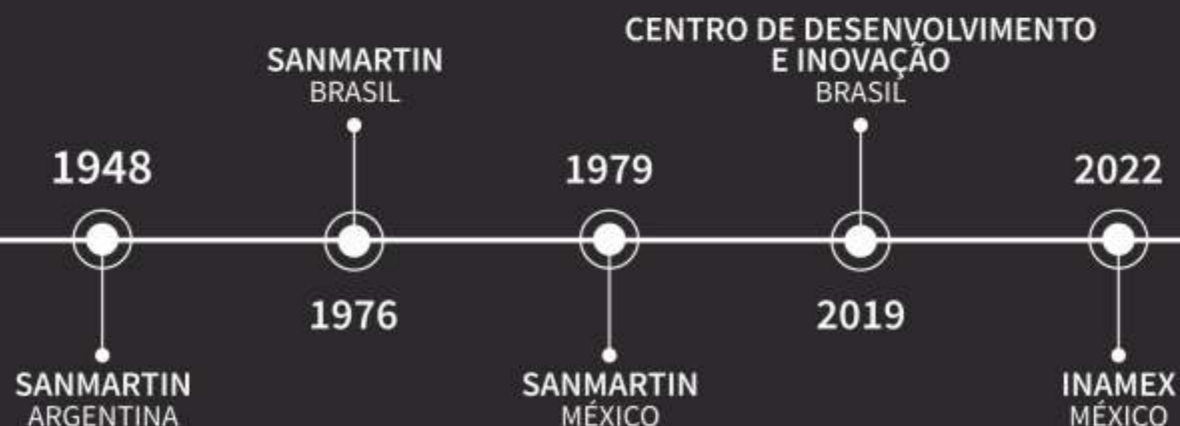 1948
SANMARTIN
ARGENTINA
SANMARTIN
BRASIL
1976
1979
SANMARTIN
MÉXICO
CENTRO DE DESENVOLVIMENTO
E INOVAÇÃO
BRASIL
2019
2022
INAMEX
MÉXICO